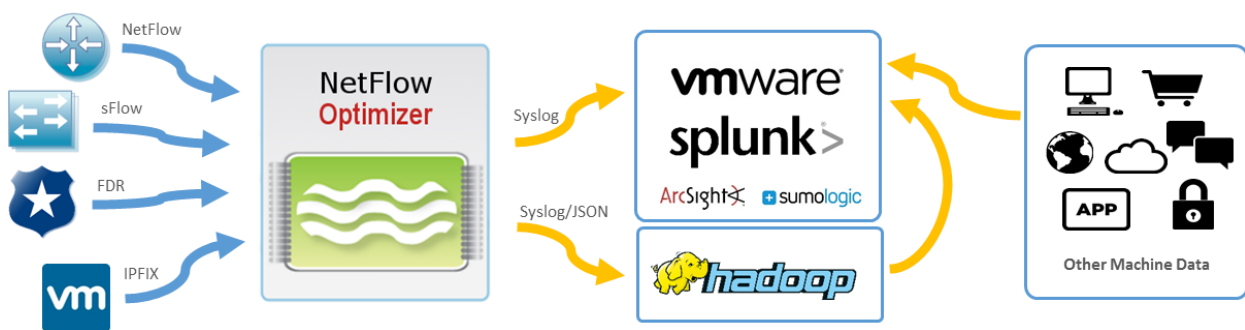 NetFlow
sFlow
FDR
vm
IPFIX
NetFlow
Optimizer
Syslog
Syslog/JSON
vmware
splunk>
ArcSight
sumologic
hadoop
APP
Other Machine Data